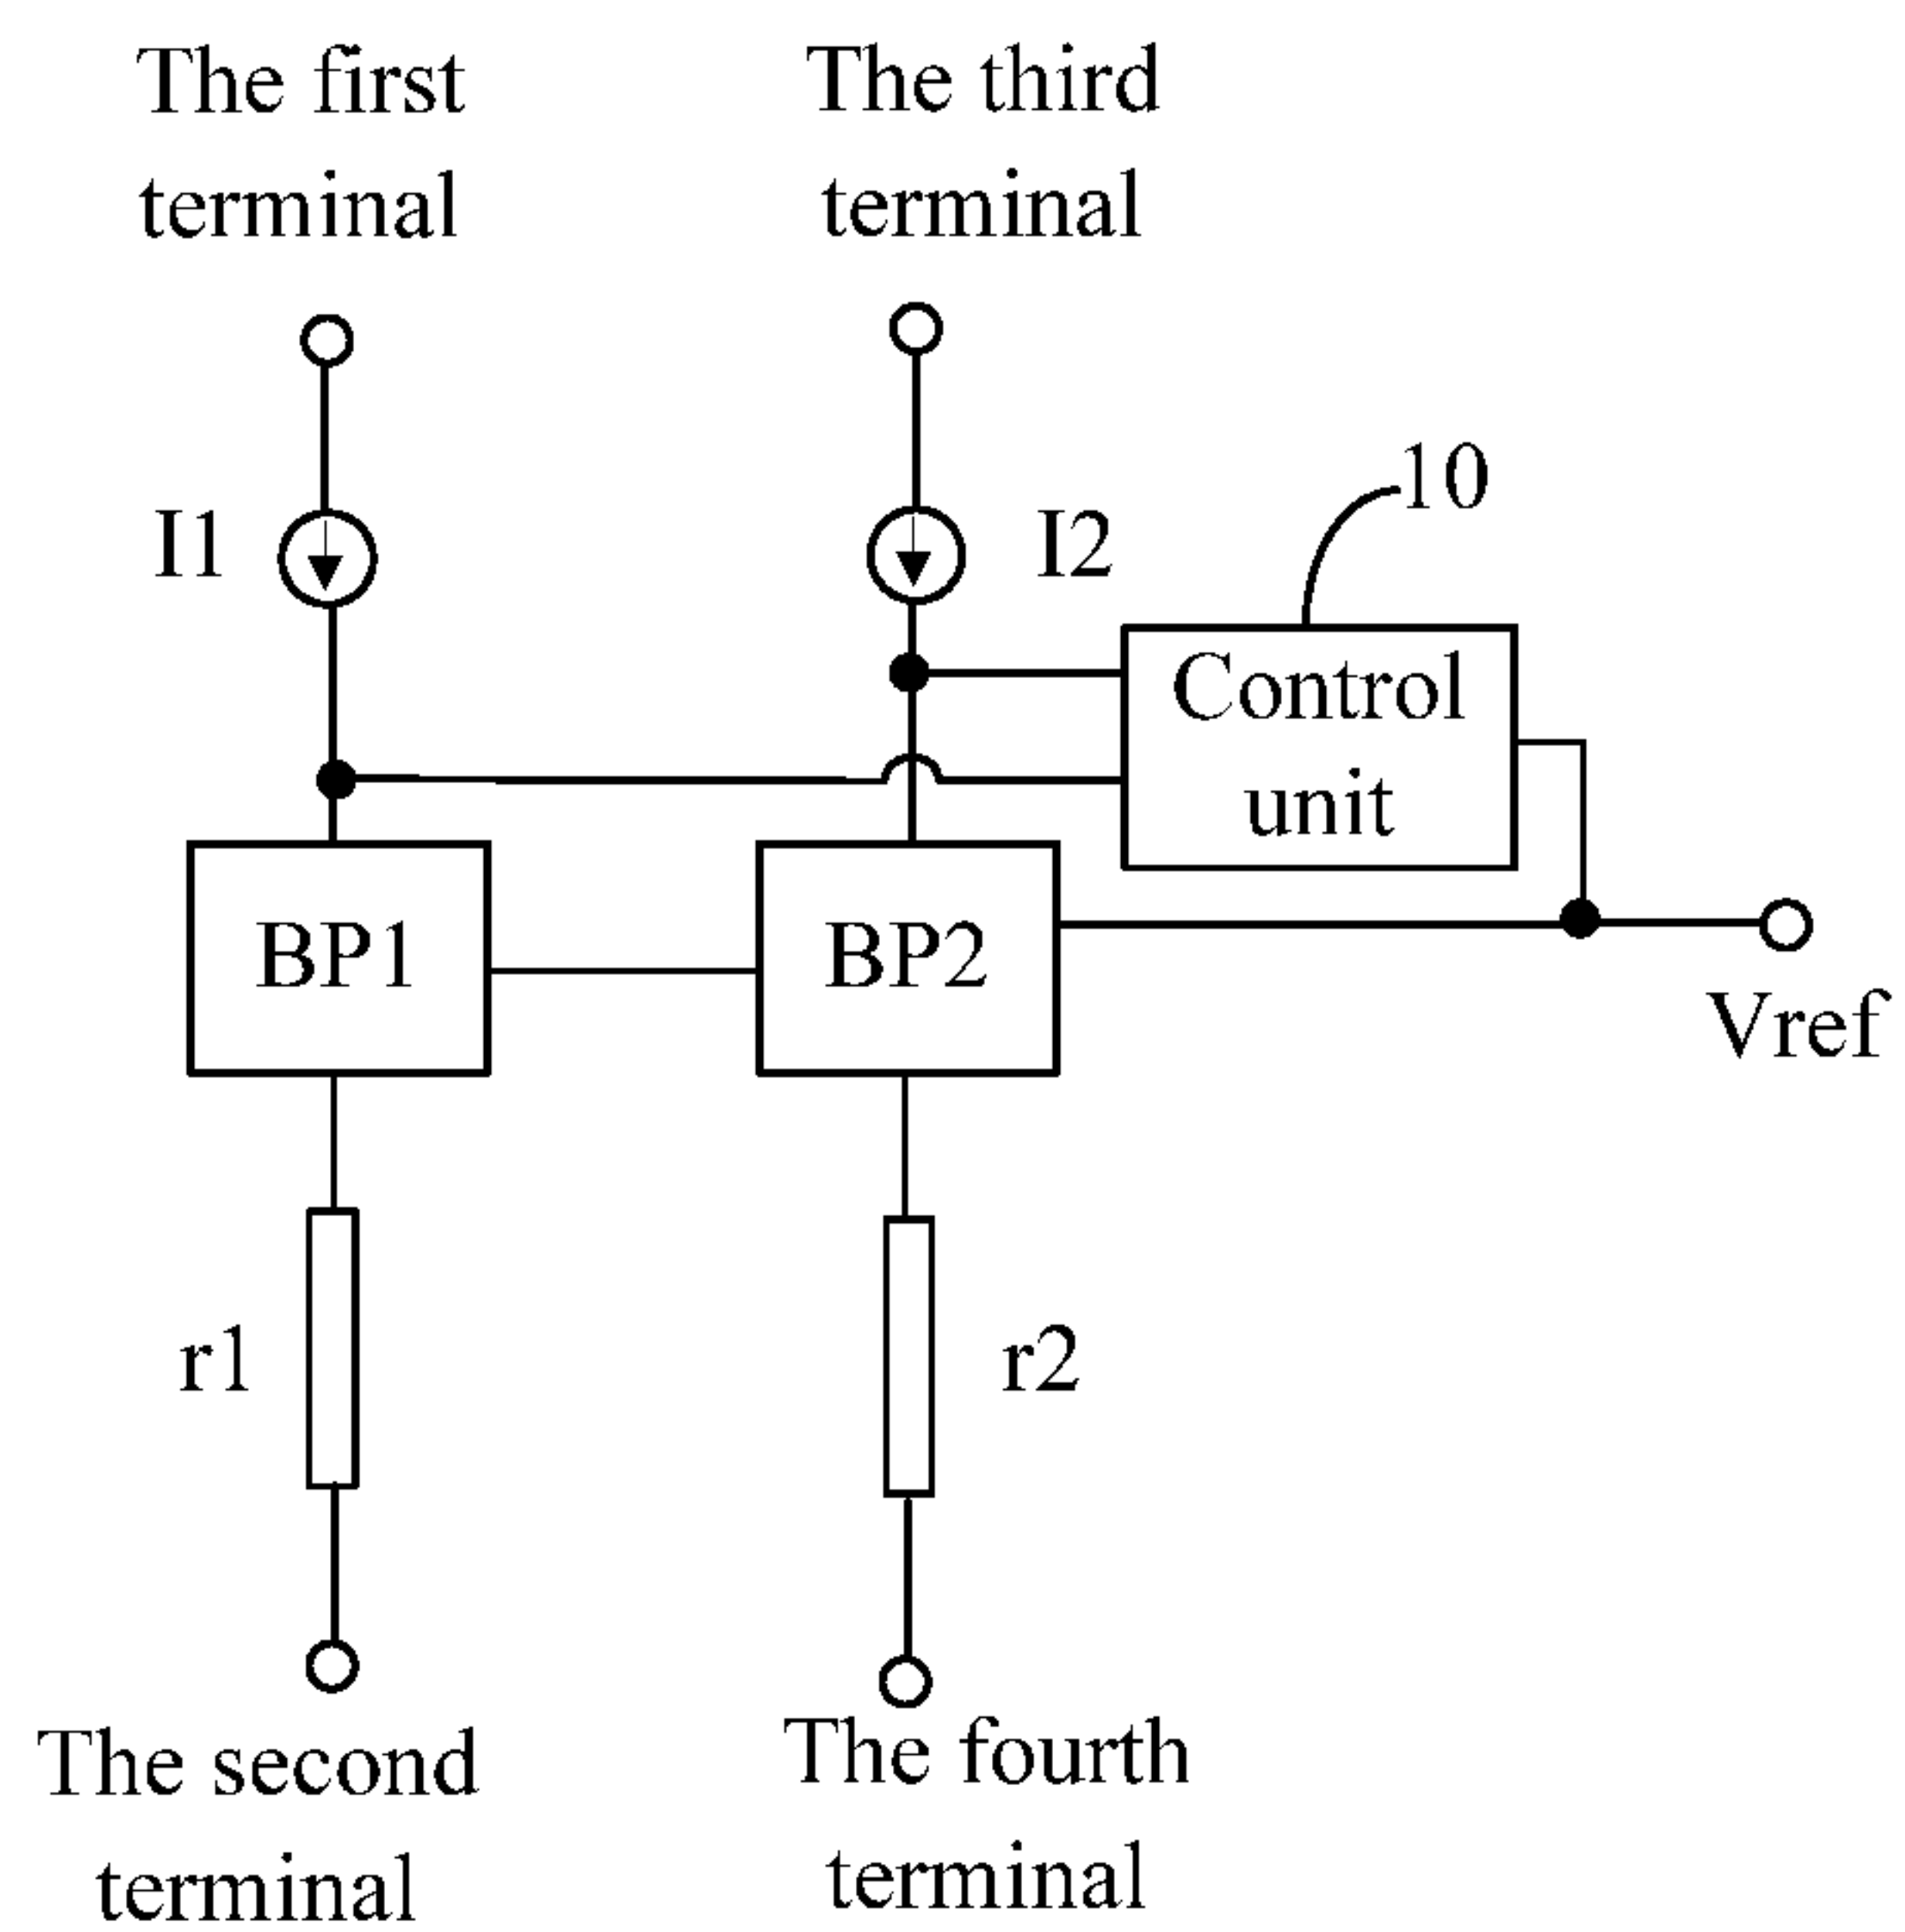 The first
terminal
The third
terminal
I1
I2
10
Control
unit
BP1
BP2
Vref
r1
r2
The second
terminal
The fourth
terminal